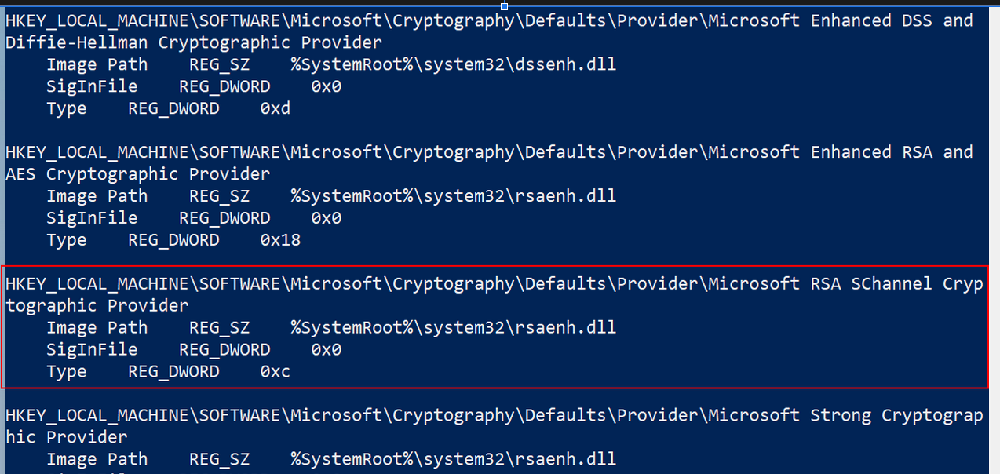 HKEY_LOCAL_MACHINE\SOFTWARE\Microsoft\Cryptography\Defaults\Provider\Microsoft Enhanced DSS and
Diffie-Hellman Cryptographic Provider
    Image Path    REG_SZ    %SystemRoot%\system32\dssenh.dll
    SigInFile    REG_DWORD    0x0
    Type    REG_DWORD    0xd

HKEY_LOCAL_MACHINE\SOFTWARE\Microsoft\Cryptography\Defaults\Provider\Microsoft Enhanced RSA and
AES Cryptographic Provider
    Image Path    REG_SZ    %SystemRoot%\system32\rsaenh.dll
    SigInFile    REG_DWORD    0x0
    Type    REG_DWORD    0x18

HKEY_LOCAL_MACHINE\SOFTWARE\Microsoft\Cryptography\Defaults\Provider\Microsoft RSA SChannel Cryp
tographic Provider
    Image Path    REG_SZ    %SystemRoot%\system32\rsaenh.dll
    SigInFile    REG_DWORD    0x0
    Type    REG_DWORD    0xc

HKEY_LOCAL_MACHINE\SOFTWARE\Microsoft\Cryptography\Defaults\Provider\Microsoft Strong Cryptograp
hic Provider
    Image Path    REG_SZ    %SystemRoot%\system32\rsaenh.dll